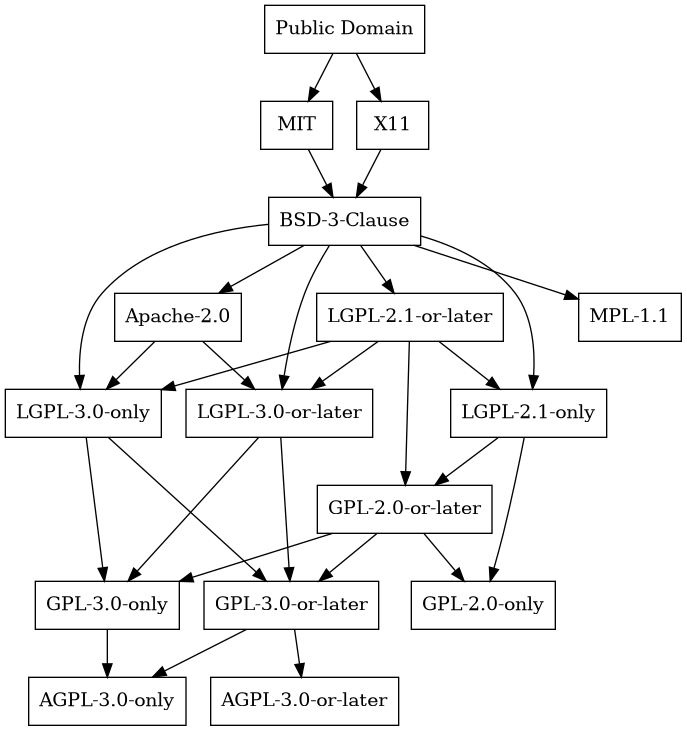 Public Domain
MIT
X11
BSD-3-Clause
Apache-2.0
LGPL-2.1-or-later
MPL-1.1
LGPL-3.0-only
LGPL-3.0-or-later
LGPL-2.1-only
GPL-2.0-or-later
GPL-3.0-only
GPL-3.0-or-later
GPL-2.0-only
AGPL-3.0-only
AGPL-3.0-or-later